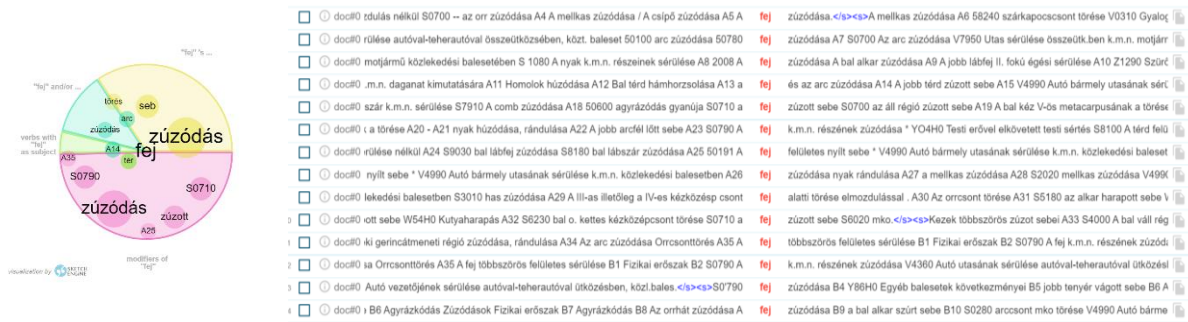 "fej" 's ...
"fej" and/or ...
törés
seb
arc
zúzódás
zúzódás
verbs with
"fej"
as subject
A14
fej
A35
tér
S0790
S0710
zúzódás
zúzott
A25
modifiers of
"fej"
visualization by SKETCH ENGINE
doc#0 zdulás nélkül S0700 -- az orr zúzódása A4 A mellkas zúzódása / A csípő zúzódása A5 A fej zúzódása.</s><s>A mellkas zúzódása A6 58240 szárkapocscsont törése V0310 Gyalog
doc#0 rülése autóval-teherautóval összeütközsében, közt. baleset 50100 arc zúzódása 50780 fej zúzódása A7 S0700 Az arc zúzódása V7950 Utas sérülése összeütk.ben k.m.n. motjárr
doc#0 motjármű közlekedési balesetében S 1080 A nyak k.m.n. részeinek sérülése A8 2008 A fej zúzódása A bal alkar zúzódása A9 A jobb lábfej II. fokú égési sérülése A10 Z1290 Szűrő
doc#0 .m.n. daganat kimutatására A11 Homolok húzódása A12 Bal térd hámhorzsolása A13 a fej és az arc zúzódása A14 A jobb térd zúzott sebe A15 V4990 Autó bármely utasának séri
doc#0 szár k.m.n. sérülése S7910 A comb zúzódása A18 50600 agyrázódás gyanúja S0710 a fej zúzott sebe S0700 az áll régió zúzott sebe A19 A bal kéz V-ös metacarpusának a törése
doc#0 a törése A20 - A21 nyak húzódása, rándulása A22 A jobb arcfél lőtt sebe A23 S0790 A fej k.m.n. részének zúzódása * YO4H0 Testi erővel elkövetett testi sértés S8100 A térd felü
doc#0 rülése nélkül A24 S9030 bal lábfej zúzódása S8180 bal lábszár zúzódása A25 50191 A fej felületes nyílt sebe * V4990 Autó bármely utasának sérülése k.m.n. közlekedési baleset
doc#0 nyílt sebe * V4990 Autó bármely utasának sérülése k.m.n. közlekedési balesetben A26 fej zúzódása nyak rándulása A27 a mellkas zúzódása A28 S2020 mellkas zúzódása V499(
doc#0 lekedési balesetben S3010 has zúzódása A29 A III-as illetőleg a IV-es kézközép csont fej alatti törése elmozdulással . A30 Az orrcsont törése A31 S5180 az alkar harapott sebe
doc#0 ott sebe W54H0 Kutyaharapás A32 S6230 bal o. kettes kézközépcsont törése S0710 a fej zúzott sebe S6020 mko.</s><s>Kezek többszörös zúzot sebei A33 S4000 A bal váll rég
doc#0 ki gerincátmeneti régió zúzódása, rándulása A34 Az arc zúzódása Orrcsonttörés A35 A fej többszörös felületes sérülése B1 Fizikai erőszak B2 S0790 A fej k.m.n. részének zúzód
doc#0 sa Orrcsonttörés A35 A fej többszörös felületes sérülése B1 Fizikai erőszak B2 S0790 A fej k.m.n. részének zúzódása V4360 Autó utasának sérülése autóval-teherautóval ütközésl
doc#0 Autó vezetőjének sérülése autóval-teherautóval ütközésben, közl.bales.</s><s>S0'790 fej zúzódása B4 Y86H0 Egyéb balesetek következményei B5 jobb tenyér vágott sebe B6 A
doc#0 B6 Agyrázkódás Zúzódások Fizikai erőszak B7 Agyrázkódás B8 Az orrhát zúzódása A fej zúzódása B9 a bal alkar szúrt sebe B10 S0280 arccsont mko törése V4990 Autó bárme